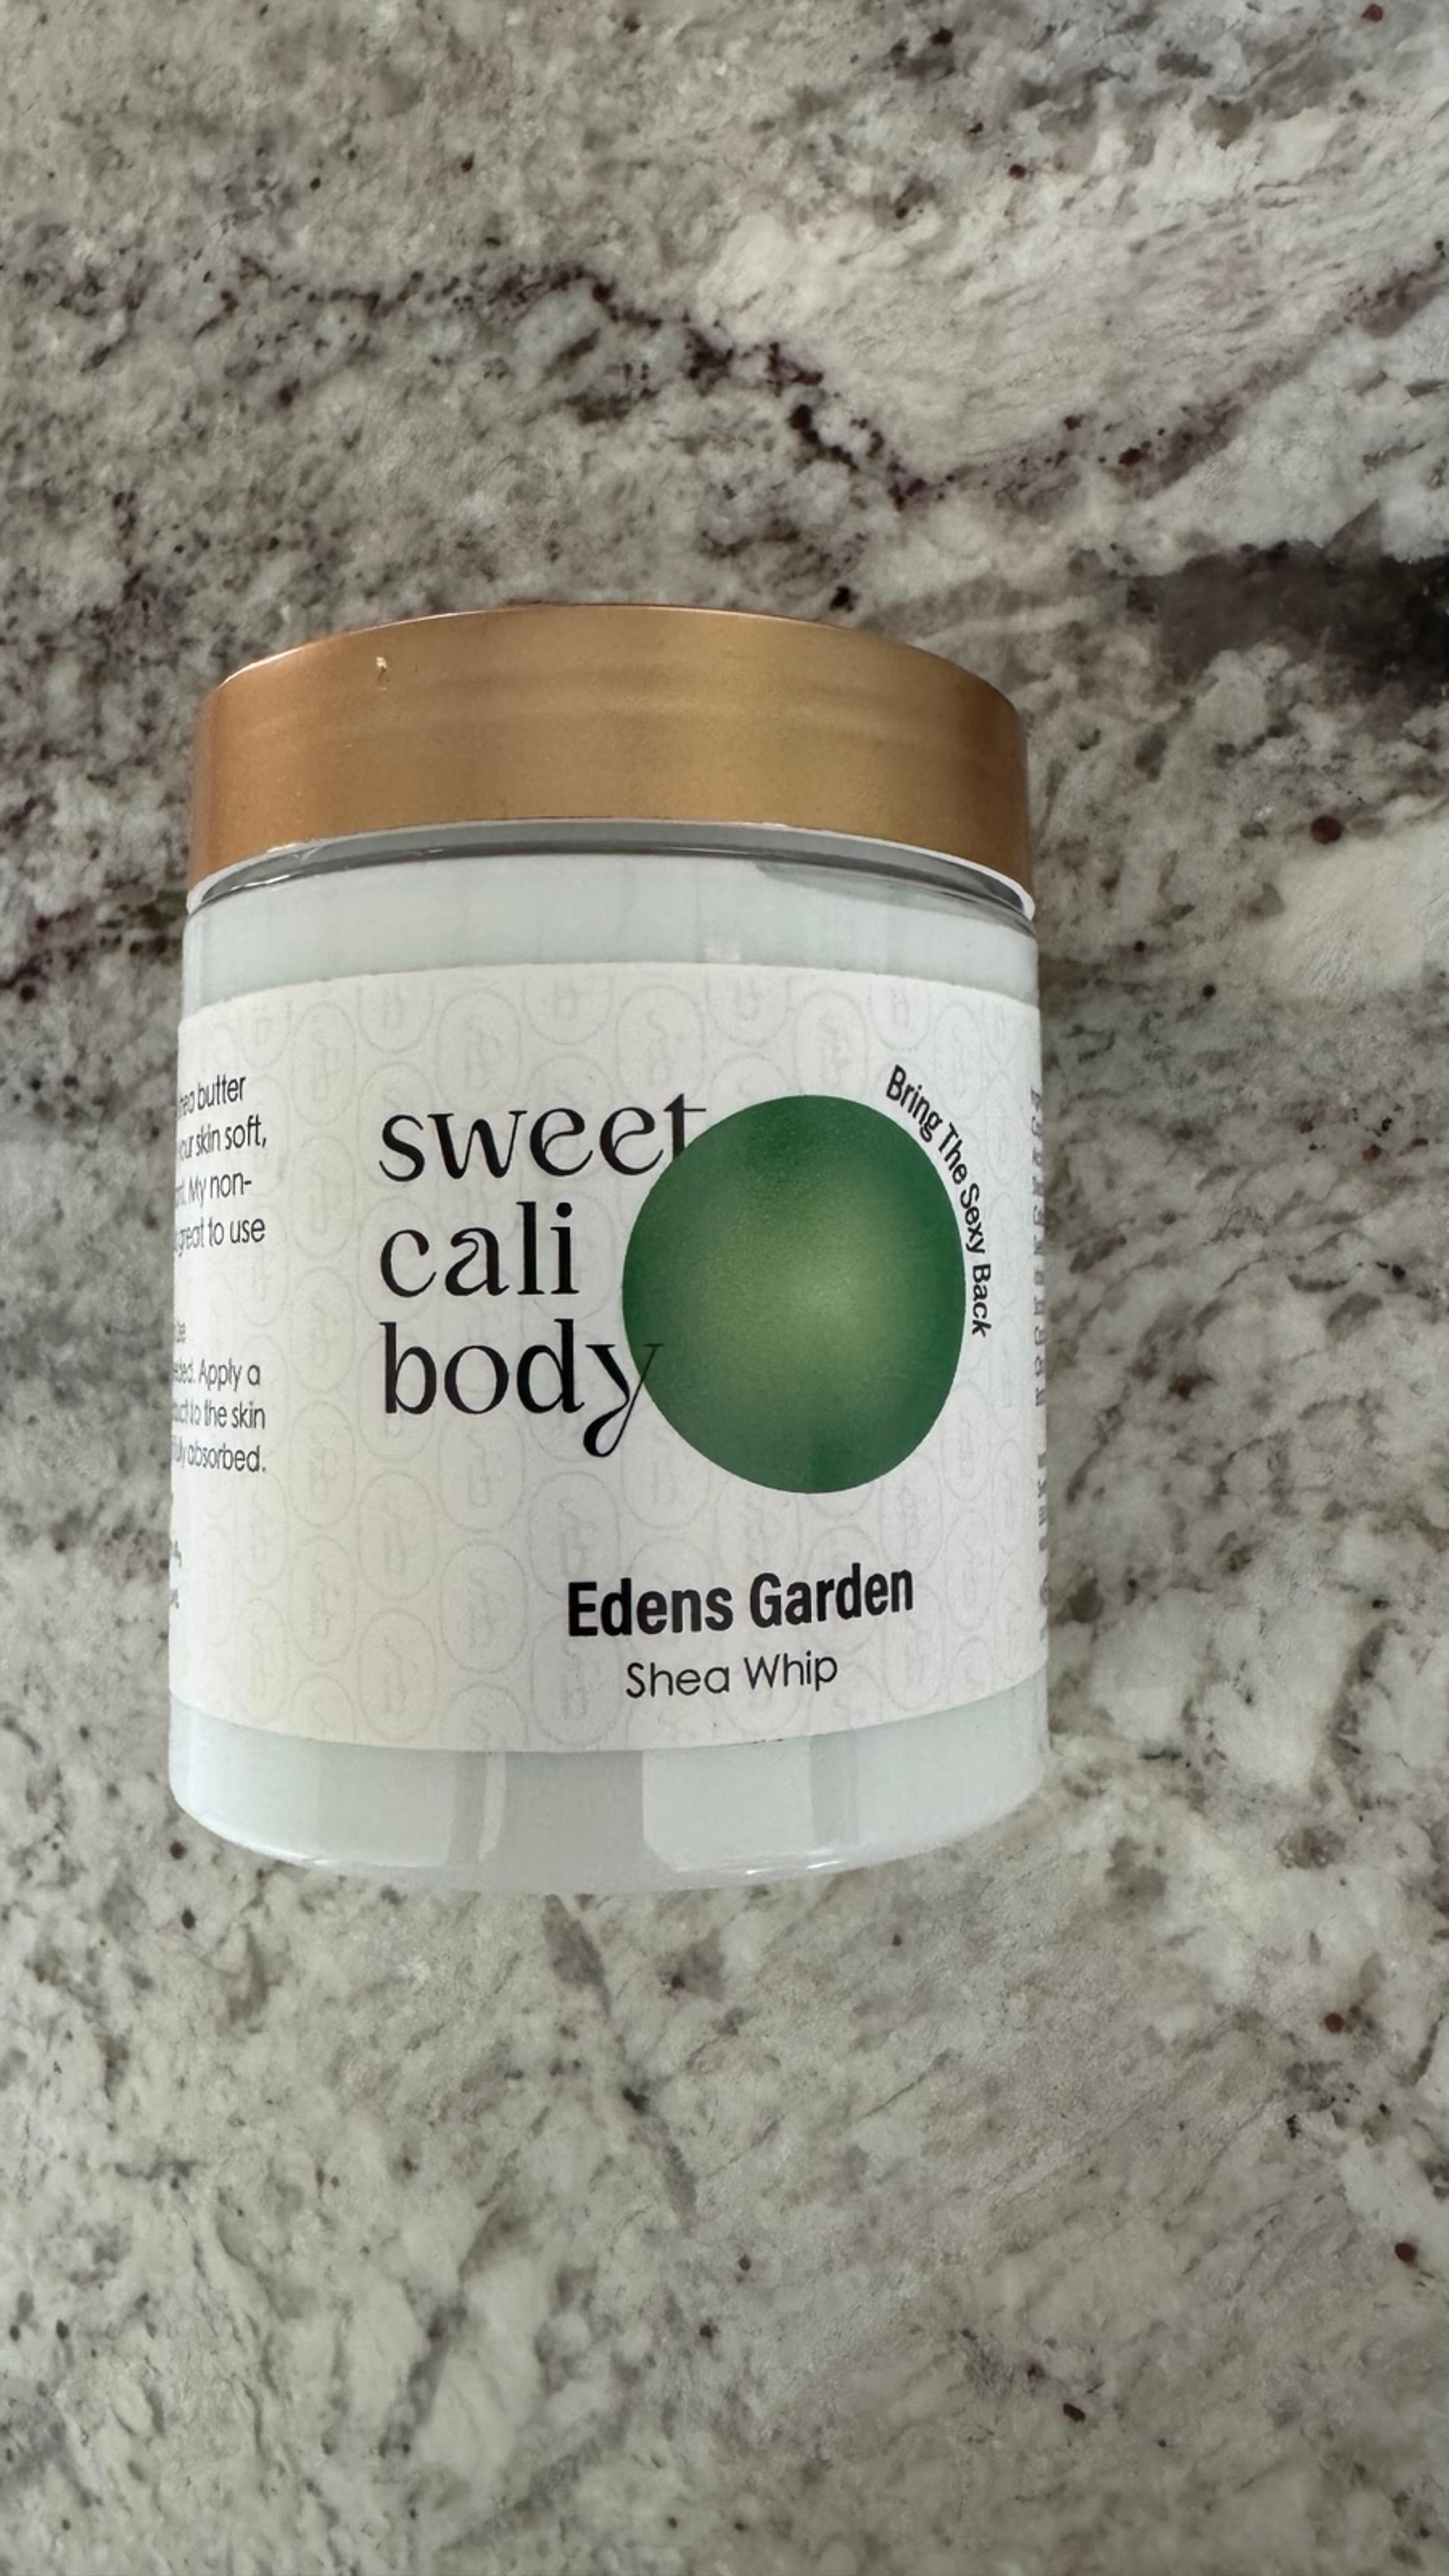 butter
your skin soft,
My non-
great to use
Apply a
to the skin
absorbed.
sweet
cali
body
Bring The Sexy Back
Edens Garden
Shea Whip